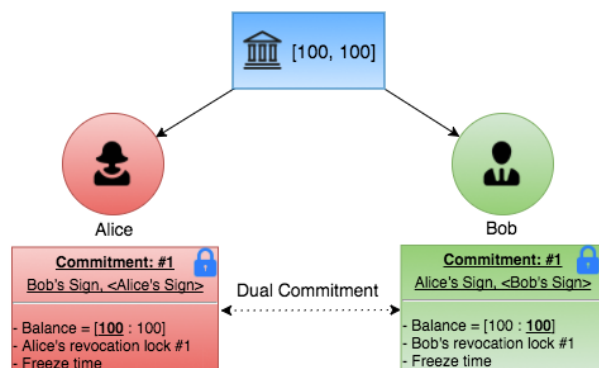 [100, 100]
Alice
Bob
Commitment: #1
Bob's Sign, <Alice's Sign>
- Balance = [100 : 100]
- Alice's revocation lock #1
- Freeze time
Dual Commitment
Commitment: #1
Alice's Sign, <Bob's Sign>
- Balance = [100 : 100]
- Bob's revocation lock #1
- Freeze time